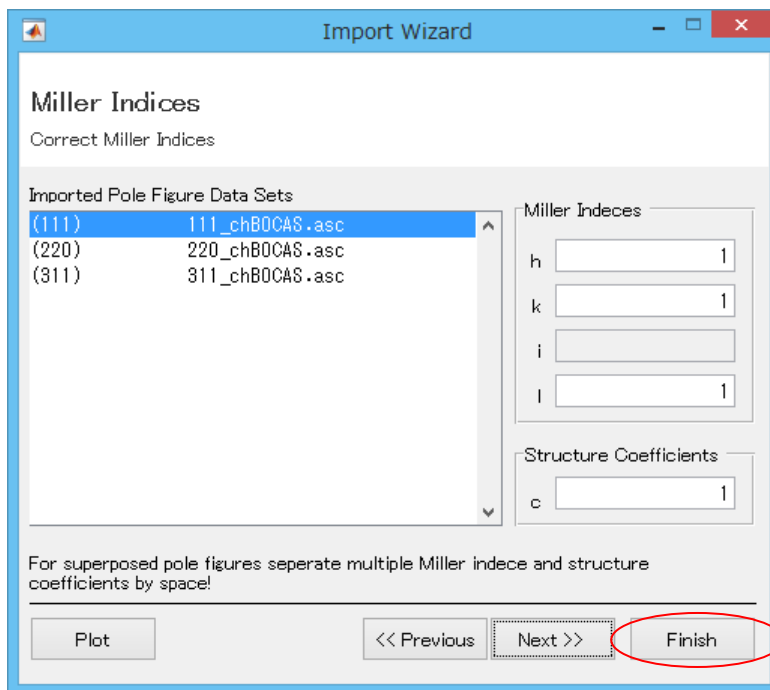 Import Wizard
Miller Indices
Correct Miller Indices
Imported Pole Figure Data Sets
(111) 111_chBOCAS.asc
(220) 220_chBOCAS.asc
(311) 311_chBOCAS.asc
Miller Indeces
h 1
k 1
i
l 1
Structure Coefficients
c 1
For superposed pole figures seperate multiple Miller indece and structure
coefficients by space!
Plot << Previous Next >> Finish